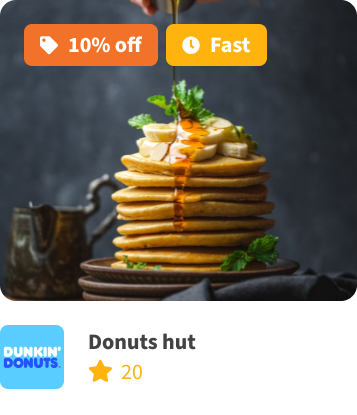 10% off
Fast
DUNKIN'
DONUTS.
Donuts hut
20